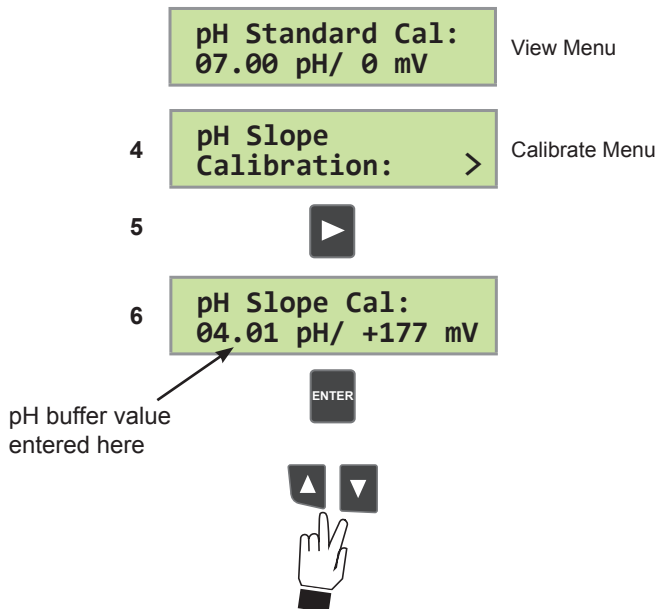 pH Standard Cal:
07.00 pH/ 0 mV
View Menu
4
pH Slope
Calibration: >
Calibrate Menu
5
6
pH Slope Cal:
04.01 pH/ +177 mV
pH buffer value
entered here
ENTER